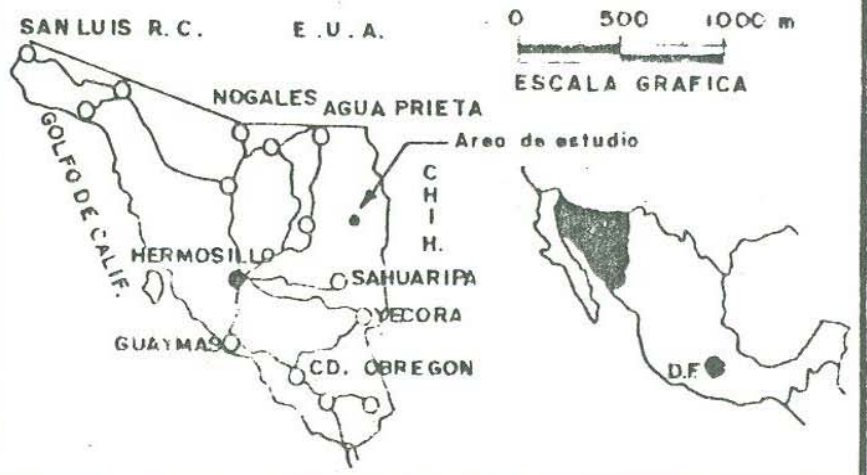 SAN LUIS R.C.
E.U.A.
0 500 1000 m
ESCALA GRAFICA
NOGALES
AGUA PRIETA
Area de estudio
GOLFO DE CALIF.
CHIH.
HERMOSILLO
SAHUARIPA
YECORA
GUAYMAS
CD. OBREGON
D.F.